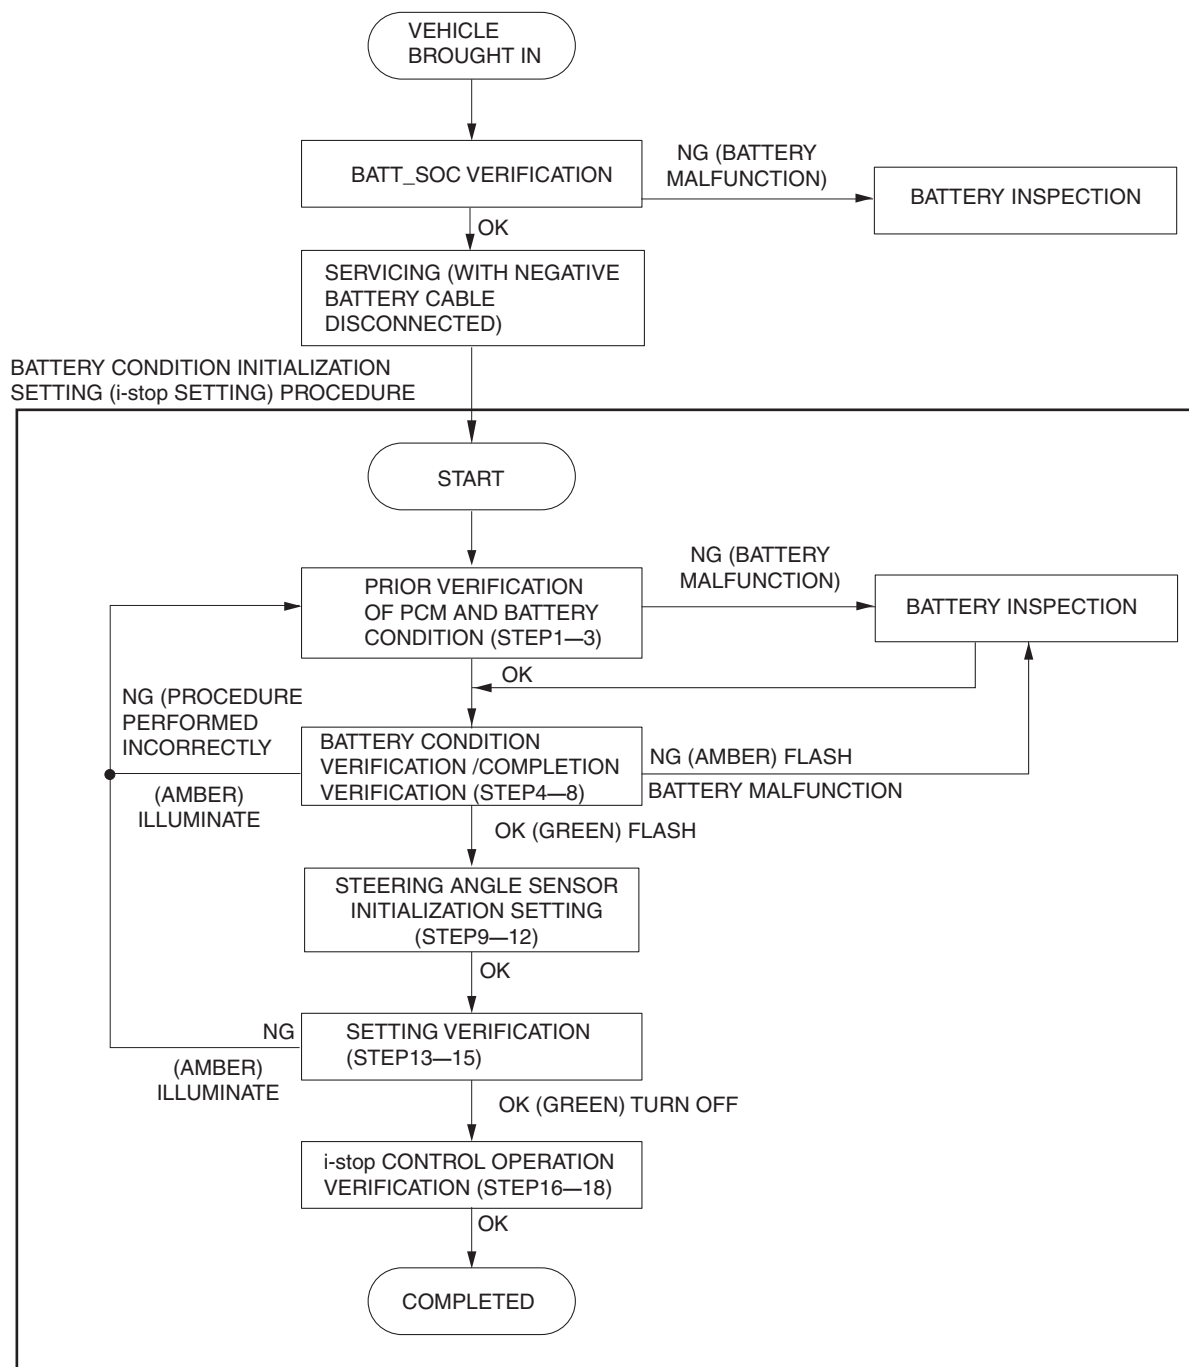 VEHICLE
BROUGHT IN
BATT_SOC VERIFICATION
NG (BATTERY
MALFUNCTION)
BATTERY INSPECTION
OK
SERVICING (WITH NEGATIVE
BATTERY CABLE
DISCONNECTED)
BATTERY CONDITION INITIALIZATION
SETTING (i-stop SETTING) PROCEDURE
START
PRIOR VERIFICATION
OF PCM AND BATTERY
CONDITION (STEP1—3)
NG (BATTERY
MALFUNCTION)
BATTERY INSPECTION
OK
NG (PROCEDURE
PERFORMED
INCORRECTLY
(AMBER)
ILLUMINATE
BATTERY CONDITION
VERIFICATION /COMPLETION
VERIFICATION (STEP4—8)
NG (AMBER) FLASH
BATTERY MALFUNCTION
OK (GREEN) FLASH
STEERING ANGLE SENSOR
INITIALIZATION SETTING
(STEP9—12)
OK
NG
(AMBER)
ILLUMINATE
SETTING VERIFICATION
(STEP13—15)
OK (GREEN) TURN OFF
i-stop CONTROL OPERATION
VERIFICATION (STEP16—18)
OK
COMPLETED